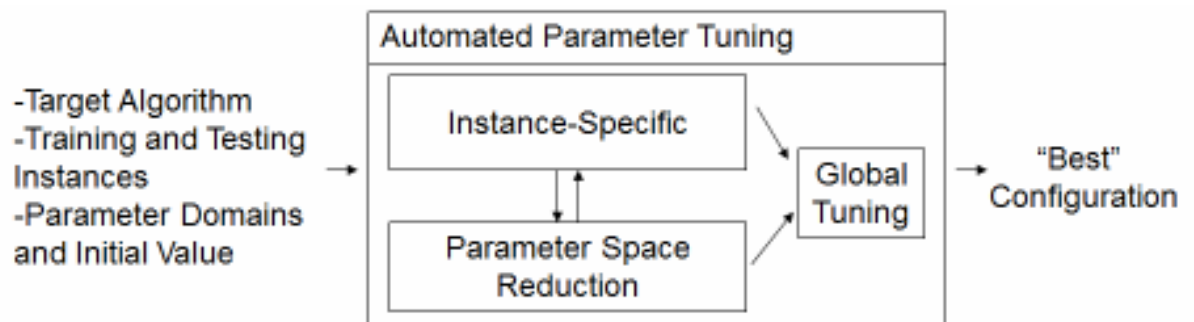 Automated Parameter Tuning
-Target Algorithm
-Training and Testing
Instances
-Parameter Domains
and Initial Value
Instance-Specific
Parameter Space
Reduction
Global
Tuning
“Best”
Configuration